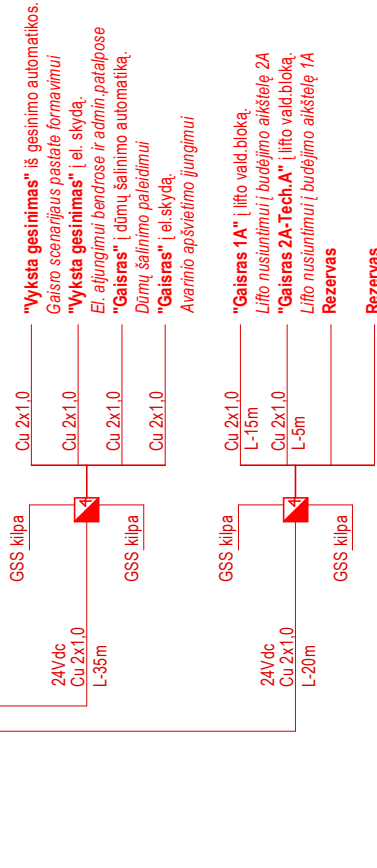 "Vyksta gesinimas" iš gesinimo automatikos.
Gaisro scenarijaus pastate formavimui
"Vyksta gesinimas" į el. skydą.
El. atjungimui bendrose ir admin.patalpose
"Gaisras" į dūmų šalinimo automatiką.
Dūmų šalinimo paleidimui
"Gaisras" į el.skydą.
Avarinio apšvietimo įjungimui
Cu 2x1,0
Cu 2x1,0
Cu 2x1,0
Cu 2x1,0
GSS kilpa
4
GSS kilpa
24Vdc
Cu 2x1,0
L-35m
"Gaisras 1A" į lifto vald.bloką.
Lifto nusiuntimui į budėjimo aikštelę 2A
"Gaisras 2A-Tech.A" į lifto vald.bloką.
Lifto nusiuntimui į budėjimo aikštelę 1A
Rezervas
Rezervas
Cu 2x1,0
L-15m
Cu 2x1,0
L-5m
GSS kilpa
4
GSS kilpa
24Vdc
Cu 2x1,0
L-20m